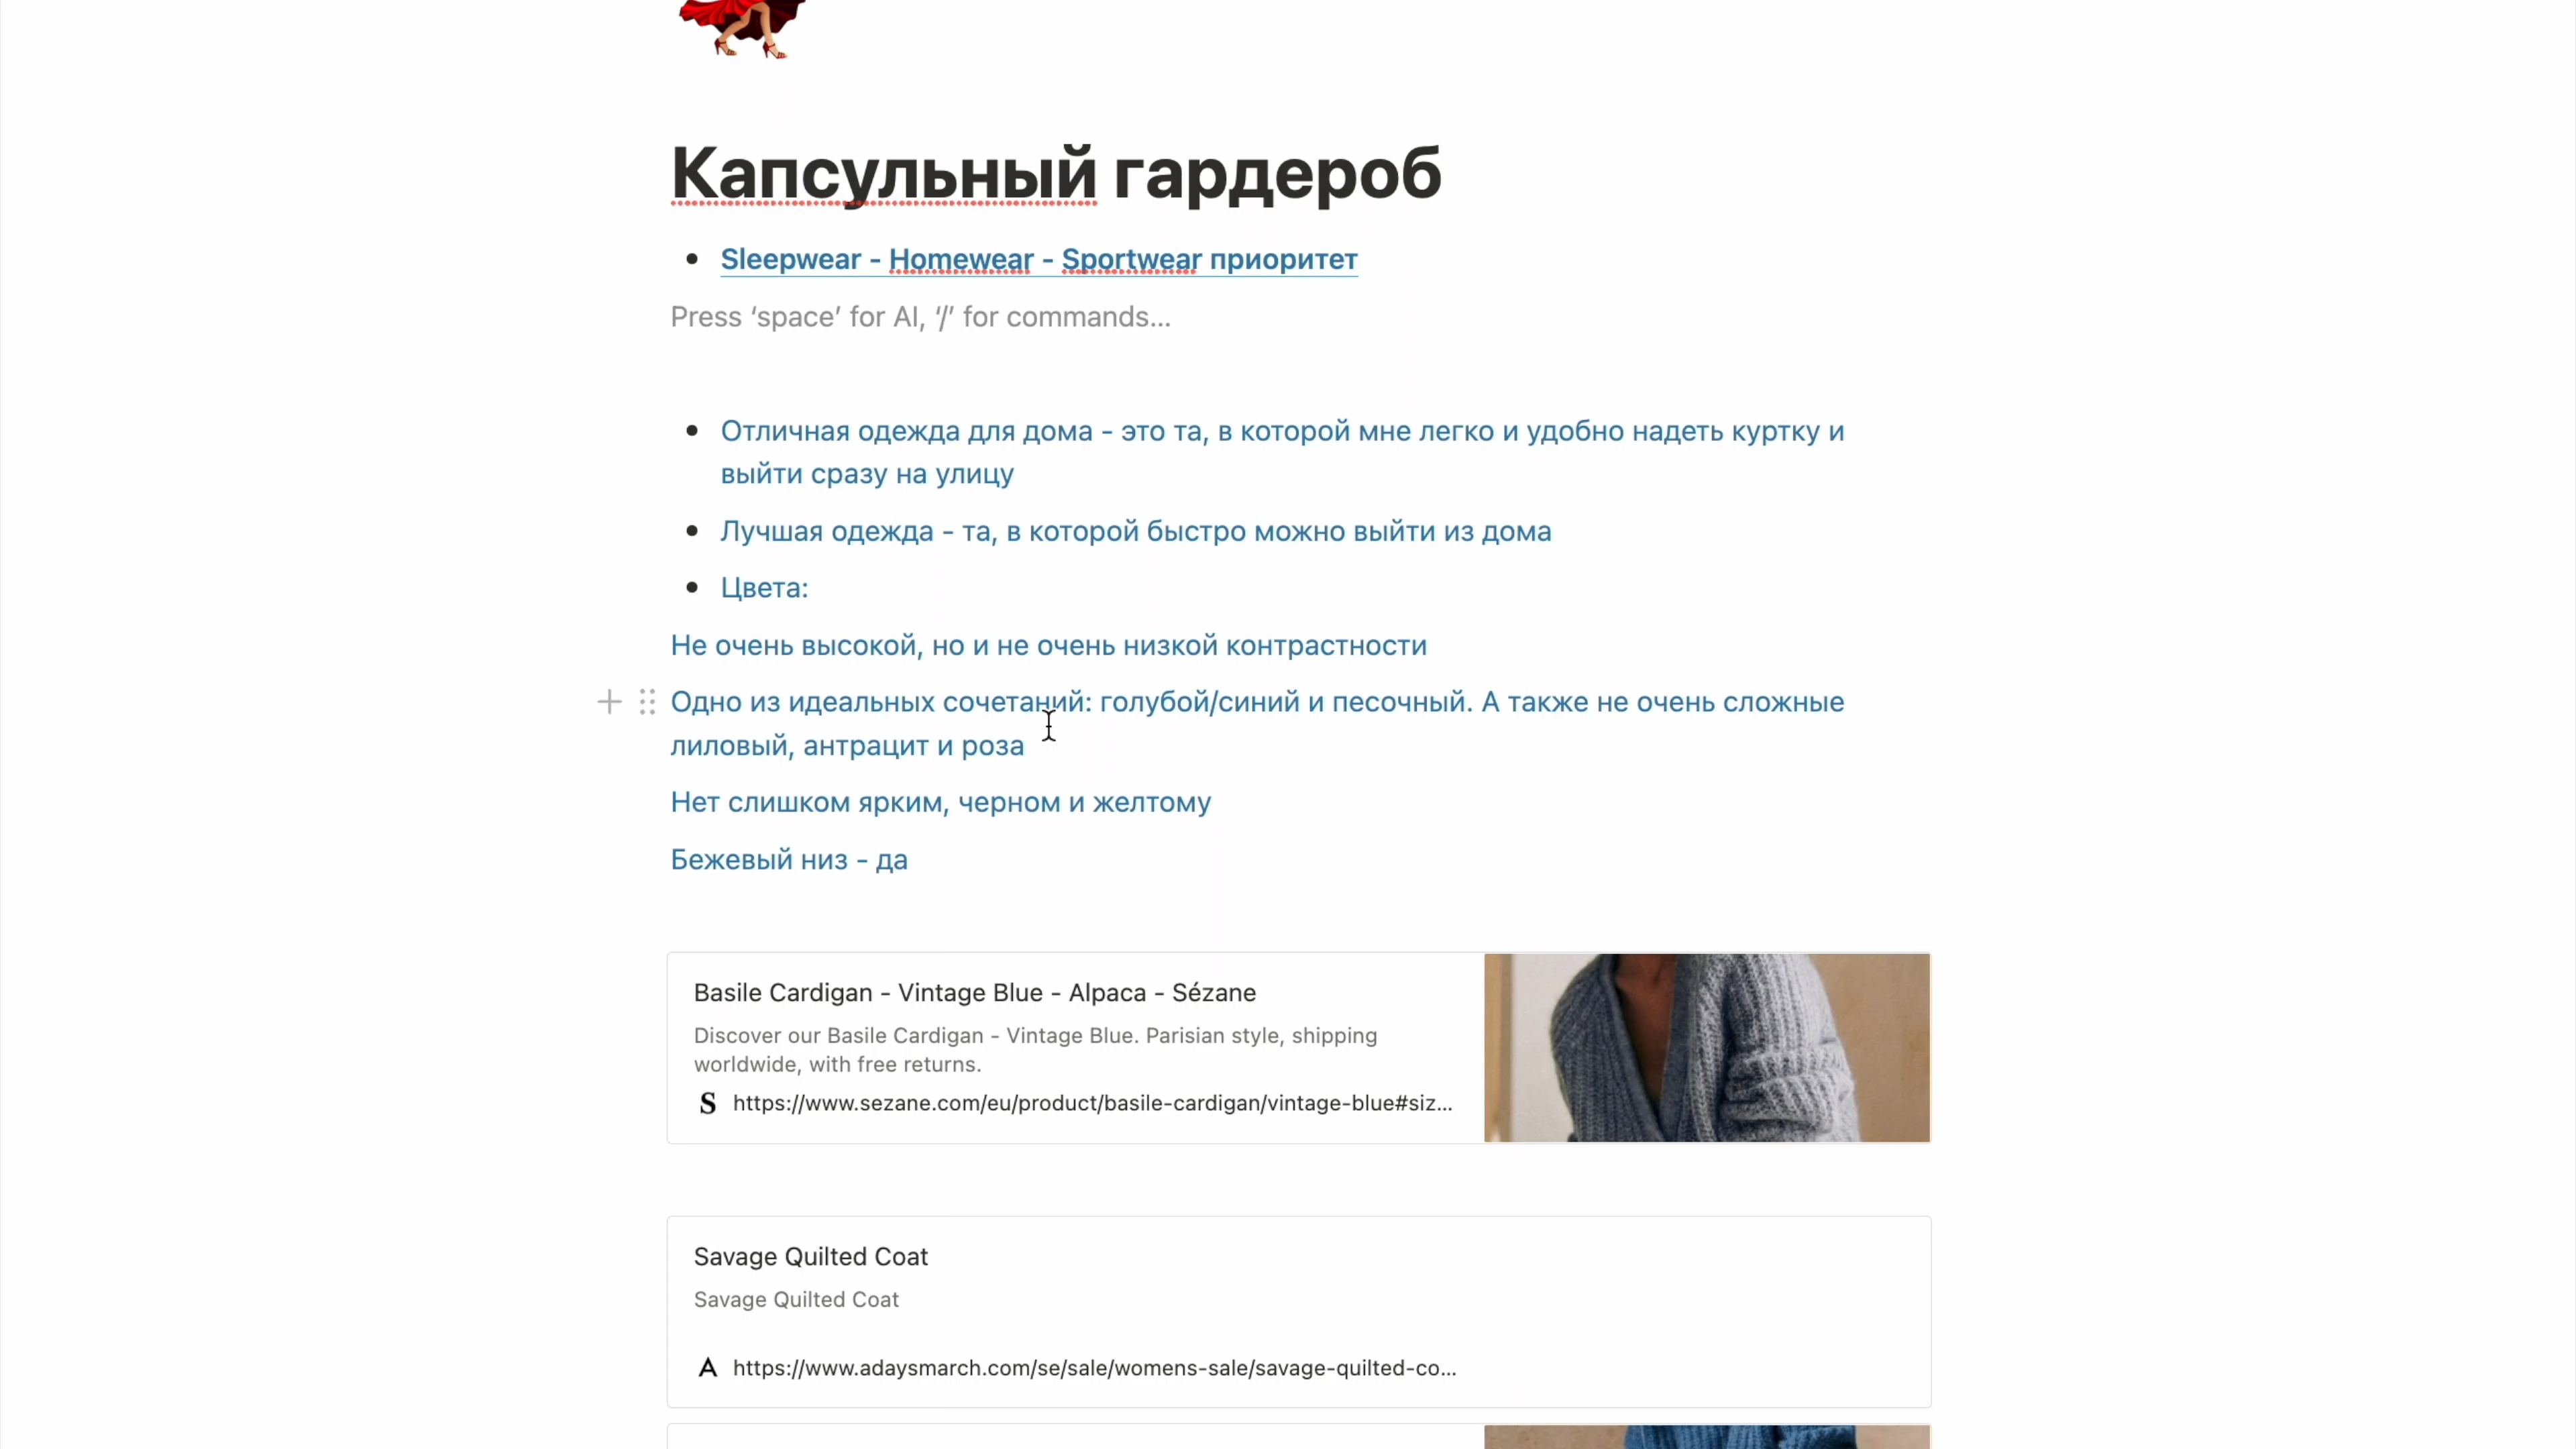 Капсульный гардероб
Sleepwear - Homewear - Sportwear приоритет
Press ‘space’ for AI, ‘/’ for commands...
Отличная одежда для дома - это та, в которой мне легко и удобно надеть куртку и
выйти сразу на улицу
Лучшая одежда - та, в которой быстро можно выйти из дома
Цвета:
Не очень высокой, но и не очень низкой контрастности
Одно из идеальных сочетаний: голубой/синий и песочный. А также не очень сложные
лиловый, антрацит и роза
Нет слишком ярким, черном и желтому
Бежевый низ - да
Basile Cardigan - Vintage Blue - Alpaca - Sézane
Discover our Basile Cardigan - Vintage Blue. Parisian style, shipping
worldwide, with free returns.
S https://www.sezane.com/eu/product/basile-cardigan/vintage-blue#siz...
Savage Quilted Coat
Savage Quilted Coat
A https://www.adaysmarch.com/se/sale/womens-sale/savage-quilted-co...